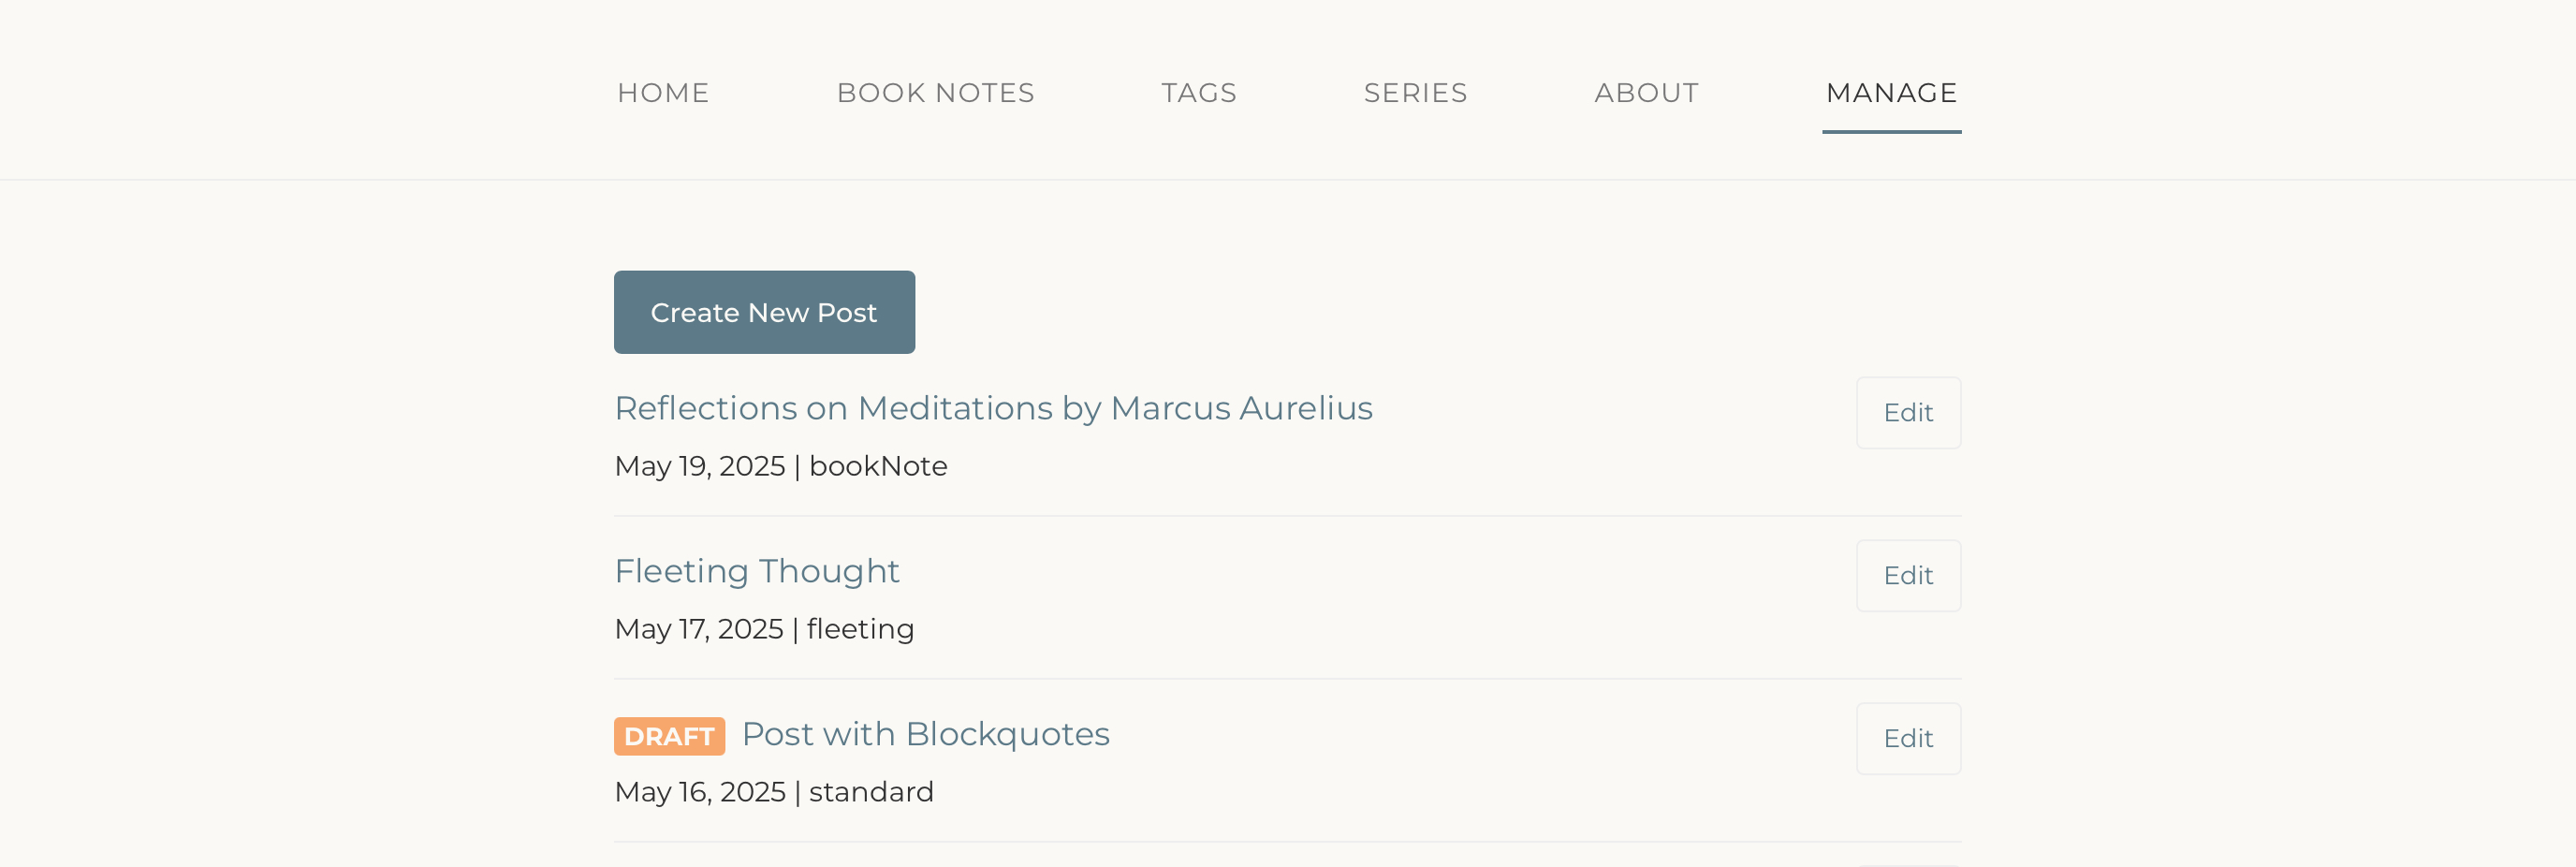 HOME BOOK NOTES TAGS SERIES ABOUT MANAGE
Create New Post
Reflections on Meditations by Marcus Aurelius Edit
May 19, 2025 | bookNote
Fleeting Thought Edit
May 17, 2025 | fleeting
DRAFT Post with Blockquotes Edit
May 16, 2025 | standard